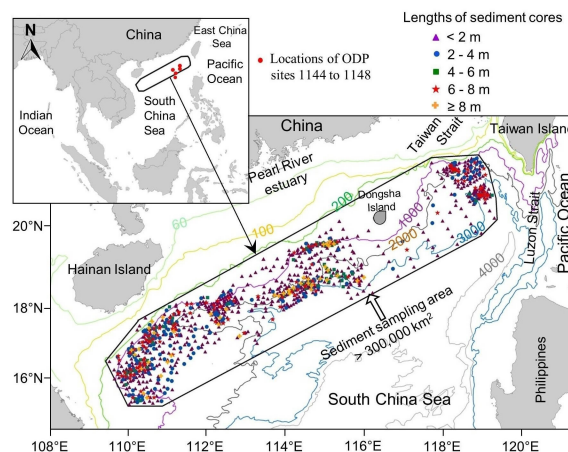 N
China
East China
Sea
Pacific
Ocean
Indian
Ocean
South
China
Sea
Locations of ODP
sites 1144 to 1148
Lengths of sediment cores
< 2 m
2 - 4 m
4 - 6 m
6 - 8 m
≥ 8 m
China
Taiwan
Strait
Taiwan Island
Pearl River
estuary
Dongsha
Island
Luzon Strait
Pacific Ocean
60
100
200
1000
2000
3000
4000
Hainan Island
Sediment sampling area
> 300,000 km²
South China Sea
Philippines
20°N
18°N
16°N
108°E
110°E
112°E
114°E
116°E
118°E
120°E